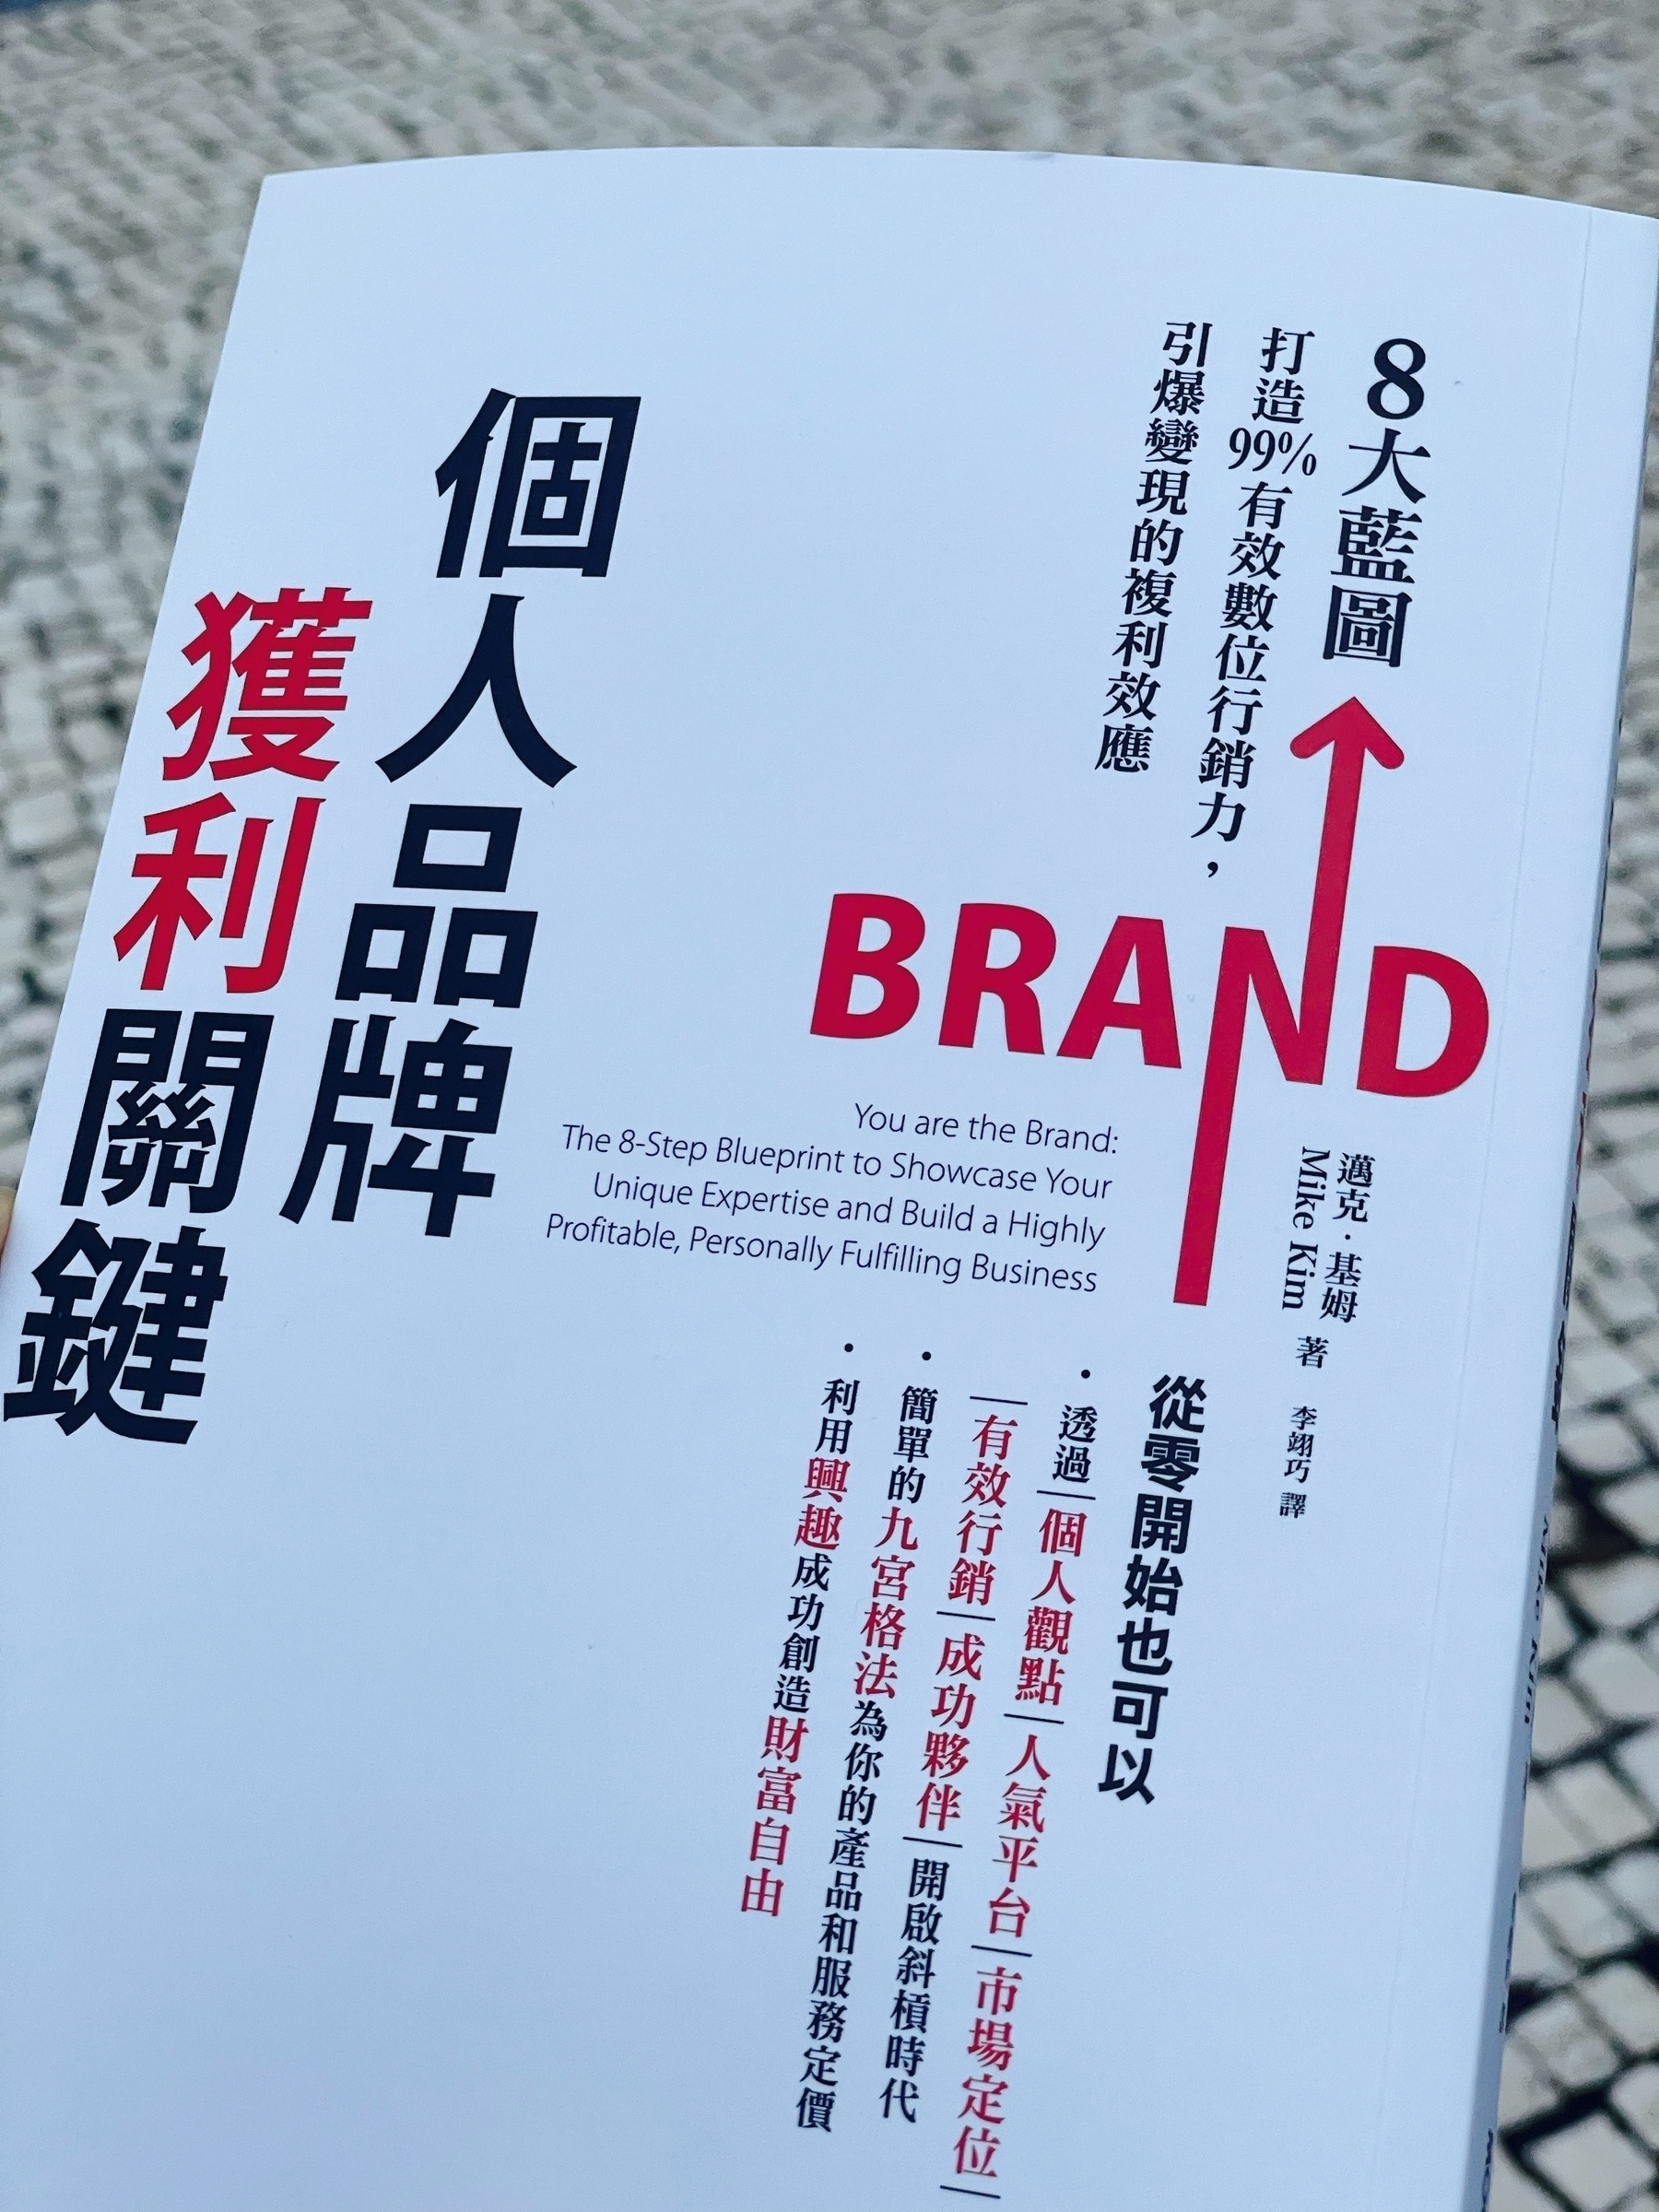 8大藍圖
打造99%有效數位行銷力，
引爆變現的複利效應
BRAND
You are the Brand:
The 8-Step Blueprint to Showcase Your
Unique Expertise and Build a Highly
Profitable, Personally Fulfilling Business
個人品牌
獲利關鍵
邁克・基姆
Mike Kim 著 李翊巧 譯
從零開始也可以
・透過|個人觀點|人氣平台|市場定位|
|有效行銷|成功夥伴|開啟斜槓時代
・簡單的九宮格法為你的產品和服務定價
・利用興趣成功創造財富自由
Mike Kim